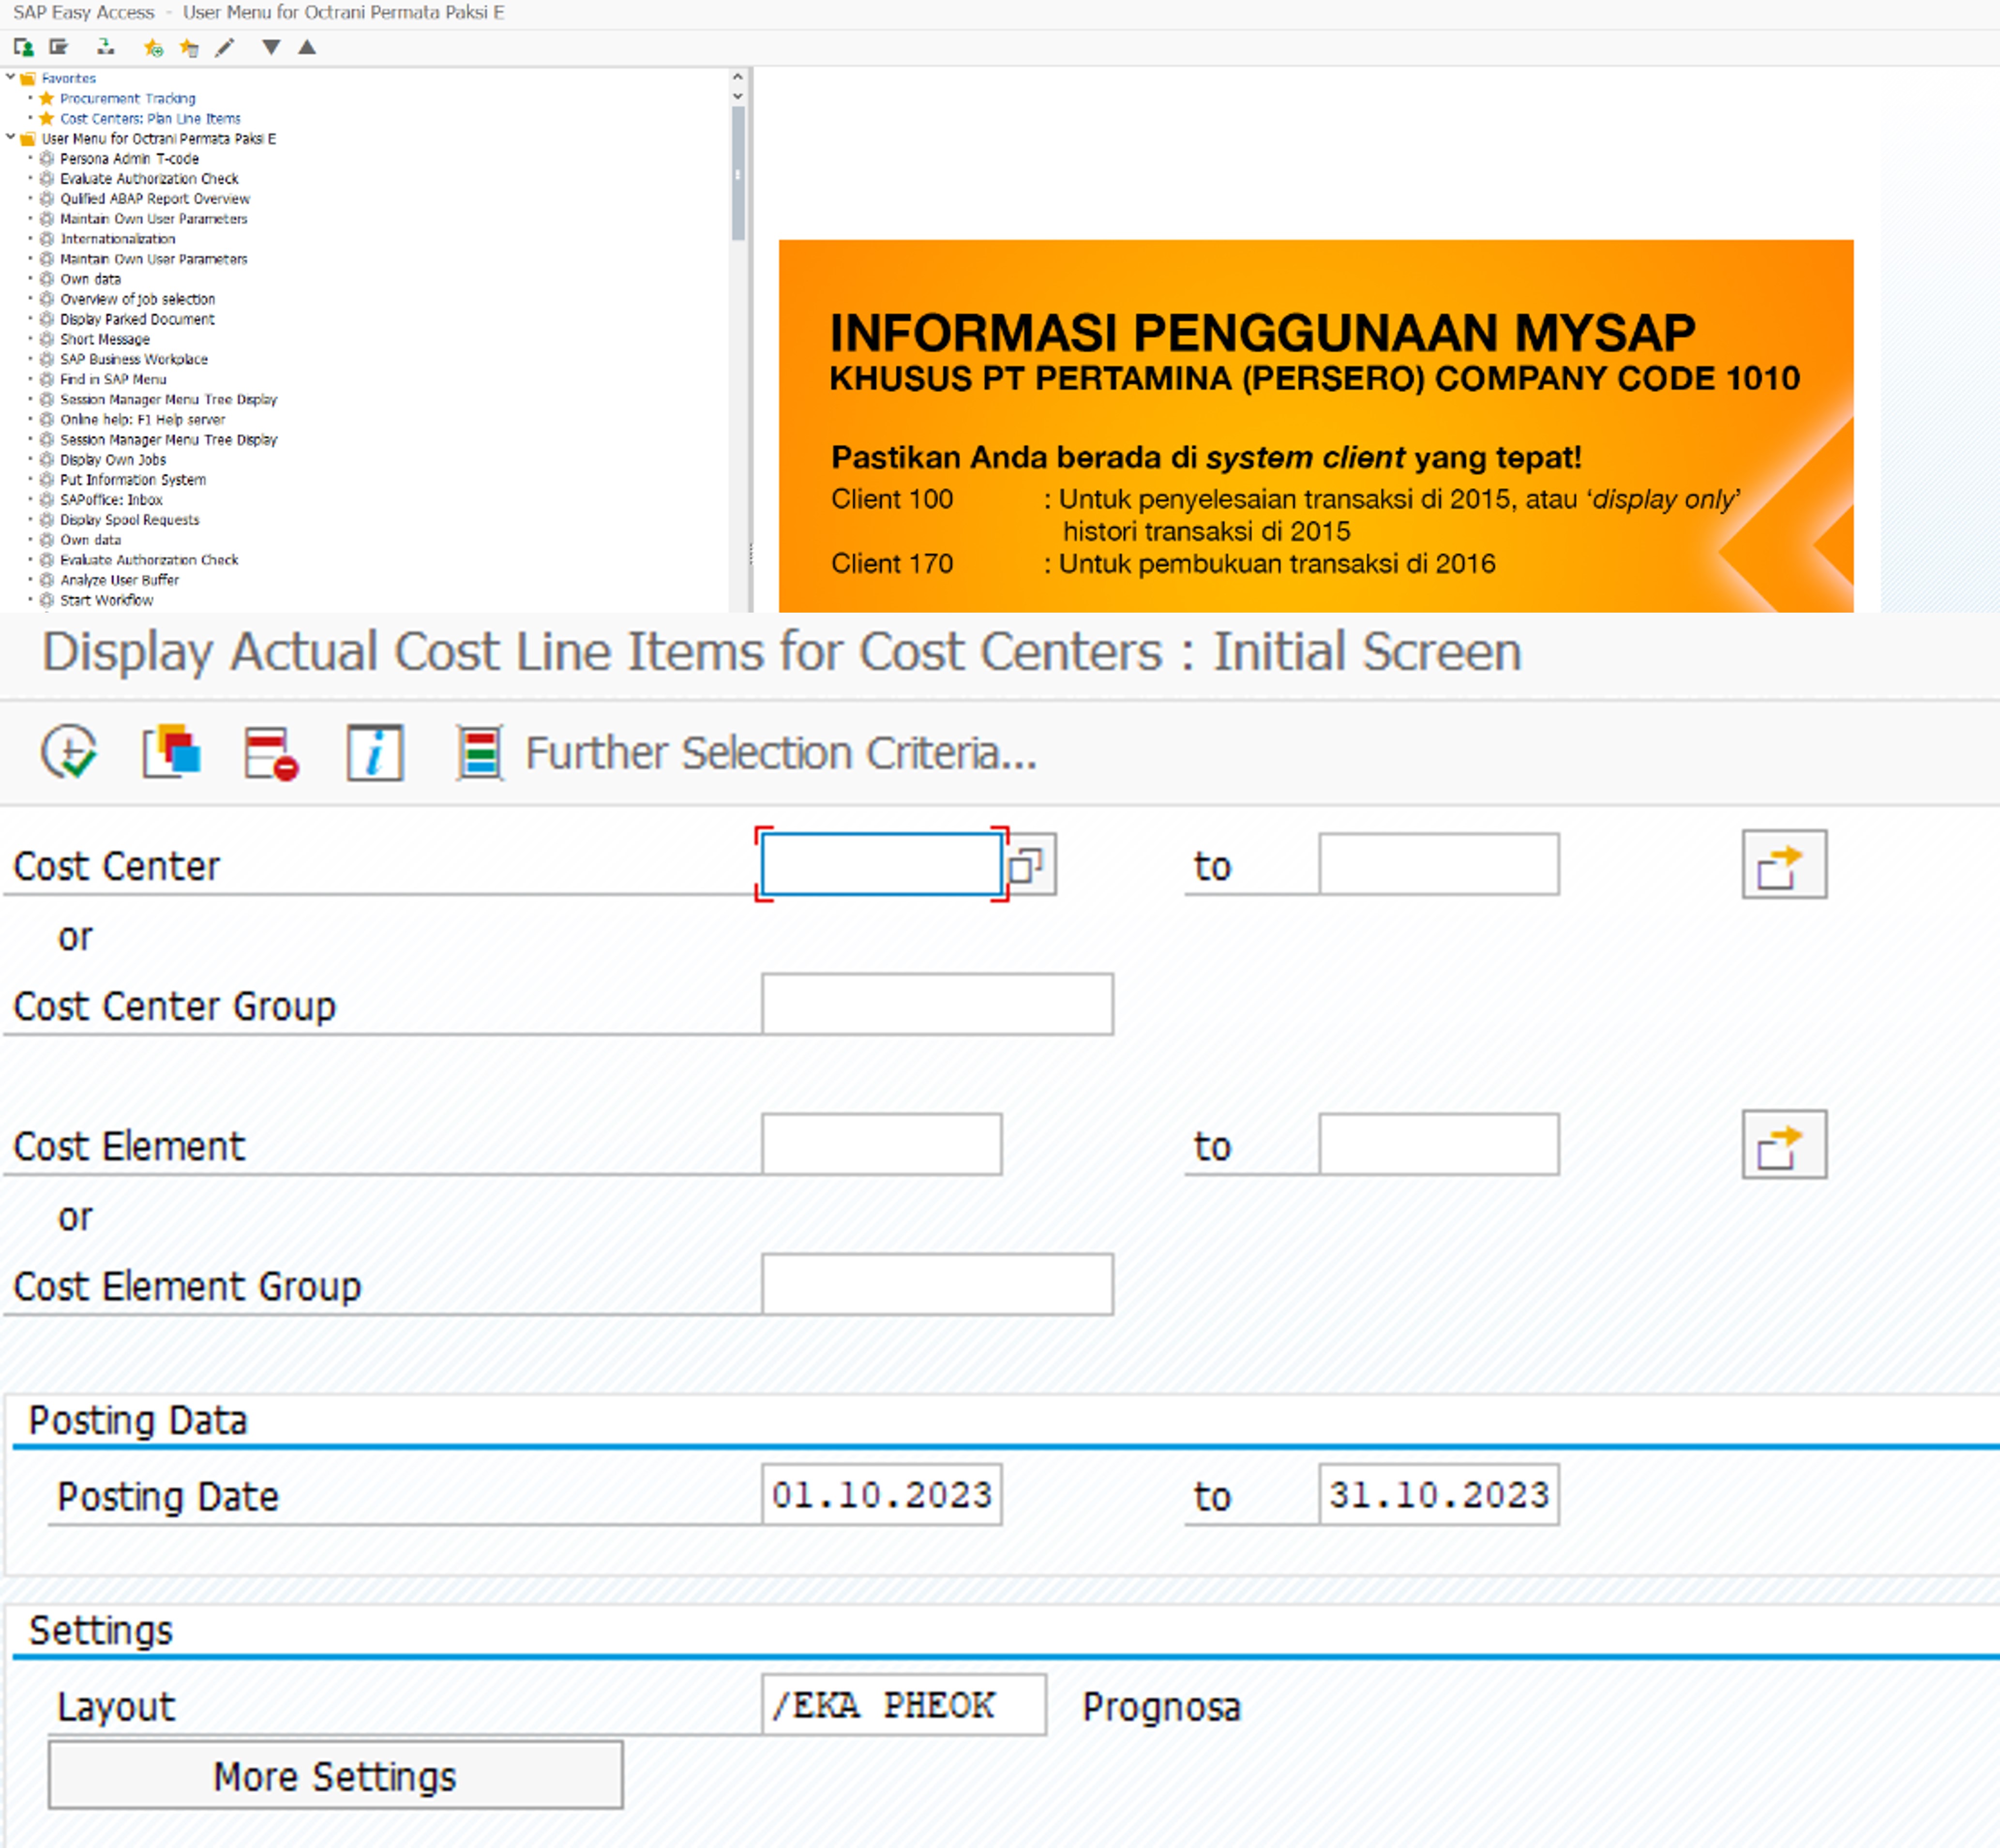 SAP Easy Access - User Menu for Octrani Permata Paksi E
Favorites
Procurement Tracking
Cost Centers: Plan Line Items
User Menu for Octrani Permata Paksi E
Persona Admin T-code
Evaluate Authorization Check
Qulified ABAP Report Overview
Maintain Own User Parameters
Internationalization
Maintain Own User Parameters
Own data
Overview of job selection
Display Parked Document
Short Message
SAP Business Workplace
Find in SAP Menu
Session Manager Menu Tree Display
Online help: F1 Help server
Session Manager Menu Tree Display
Display Own Jobs
Put Information System
SAPoffice: Inbox
Display Spool Requests
Own data
Evaluate Authorization Check
Analyze User Buffer
Start Workflow
INFORMASI PENGGUNAAN MYSAP
KHUSUS PT PERTAMINA (PERSERO) COMPANY CODE 1010
Pastikan Anda berada di system client yang tepat!
Client 100 : Untuk penyelesaian transaksi di 2015, atau ‘display only’
histori transaksi di 2015
Client 170 : Untuk pembukuan transaksi di 2016
Display Actual Cost Line Items for Cost Centers : Initial Screen
Further Selection Criteria...
Cost Center to
or
Cost Center Group
Cost Element to
or
Cost Element Group
Posting Data
Posting Date 01.10.2023 to 31.10.2023
Settings
Layout /EKA PHEOK Prognosa
More Settings